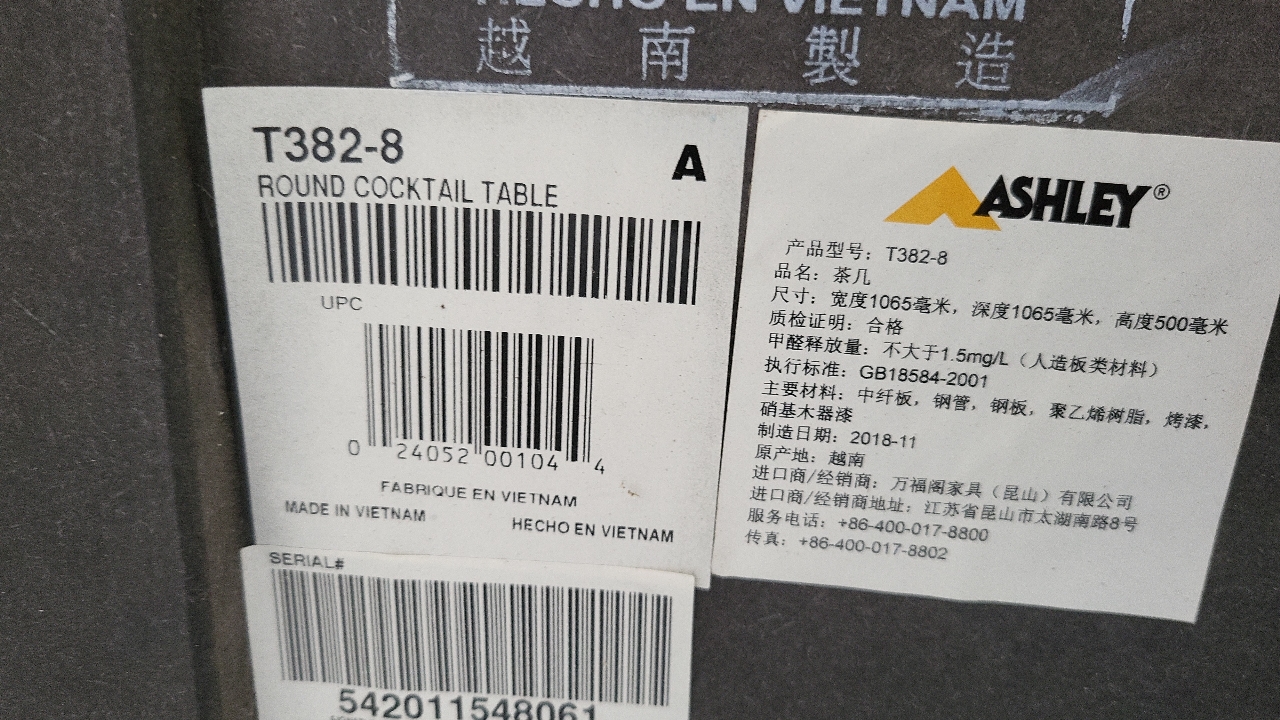 HECHO EN VIETNAM
越南製造
T382-8
A
ROUND COCKTAIL TABLE
UPC
0 24052 00104 4
FABRIQUE EN VIETNAM
MADE IN VIETNAM
HECHO EN VIETNAM
SERIAL#
542011548061
ASHLEY®
产品型号：T382-8
品名：茶几
尺寸：宽度1065毫米，深度1065毫米，高度500毫米
质检证明：合格
甲醛释放量：不大于1.5mg/L（人造板类材料）
执行标准：GB18584-2001
主要材料：中纤板，钢管，钢板，聚乙烯树脂，烤漆，
硝基木器漆
制造日期：2018-11
原产地：越南
进口商/经销商：万福阁家具（昆山）有限公司
进口商/经销商地址：江苏省昆山市太湖南路8号
服务电话：+86-400-017-8800
传真：+86-400-017-8802